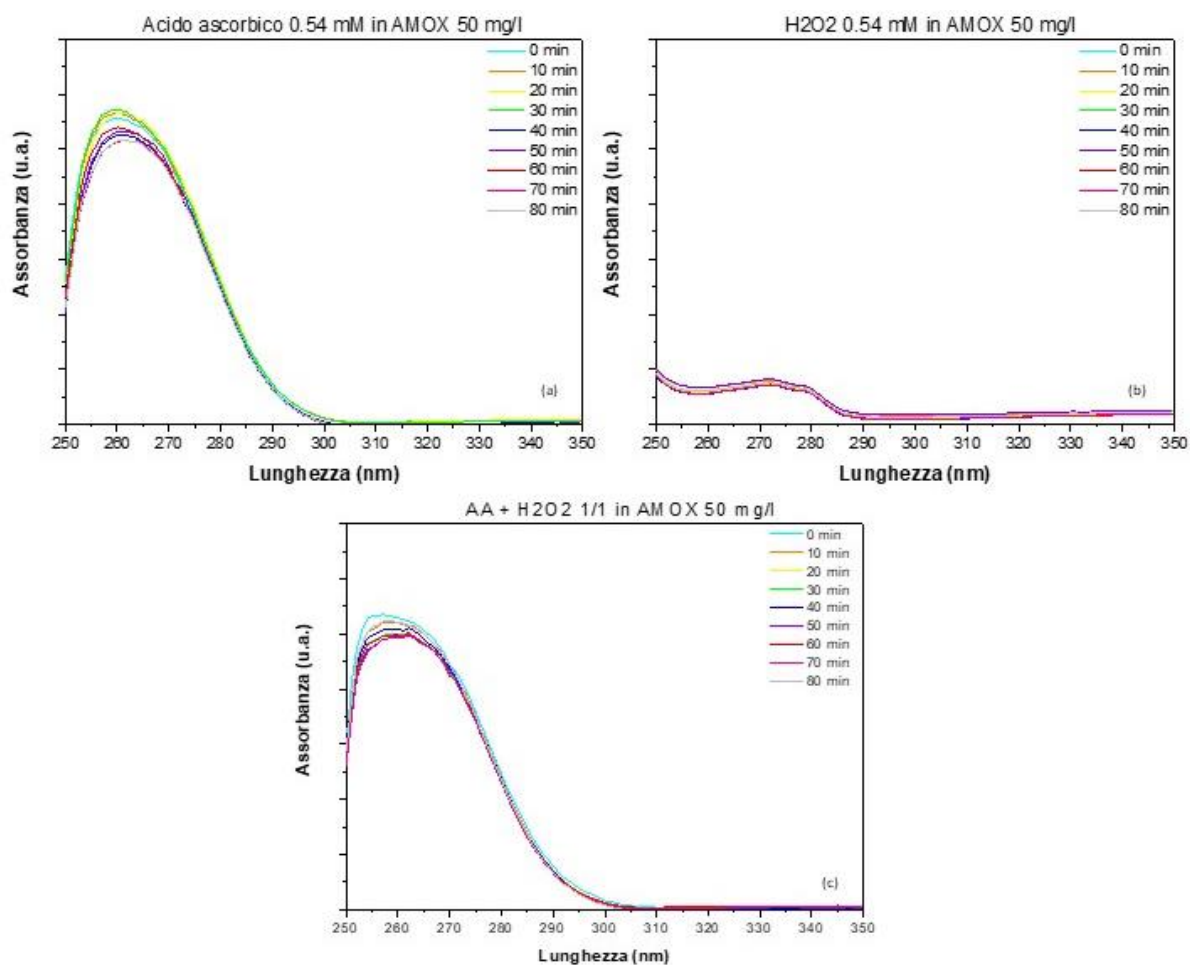 Acido ascorbico 0.54 mM in AMOX 50 mg/l
0 min
10 min
20 min
30 min
40 min
50 min
60 min
70 min
80 min
Assorbanza (u.a.)
(a)
250 260 270 280 290 300 310 320 330 340 350
Lunghezza (nm)
H2O2 0.54 mM in AMOX 50 mg/l
0 min
10 min
20 min
30 min
40 min
50 min
60 min
70 min
80 min
Assorbanza (u.a.)
(b)
250 260 270 280 290 300 310 320 330 340 350
Lunghezza (nm)
AA + H2O2 1/1 in AMOX 50 mg/l
0 min
10 min
20 min
30 min
40 min
50 min
60 min
70 min
80 min
Assorbanza (u.a.)
(c)
250 260 270 280 290 300 310 320 330 340 350
Lunghezza (nm)